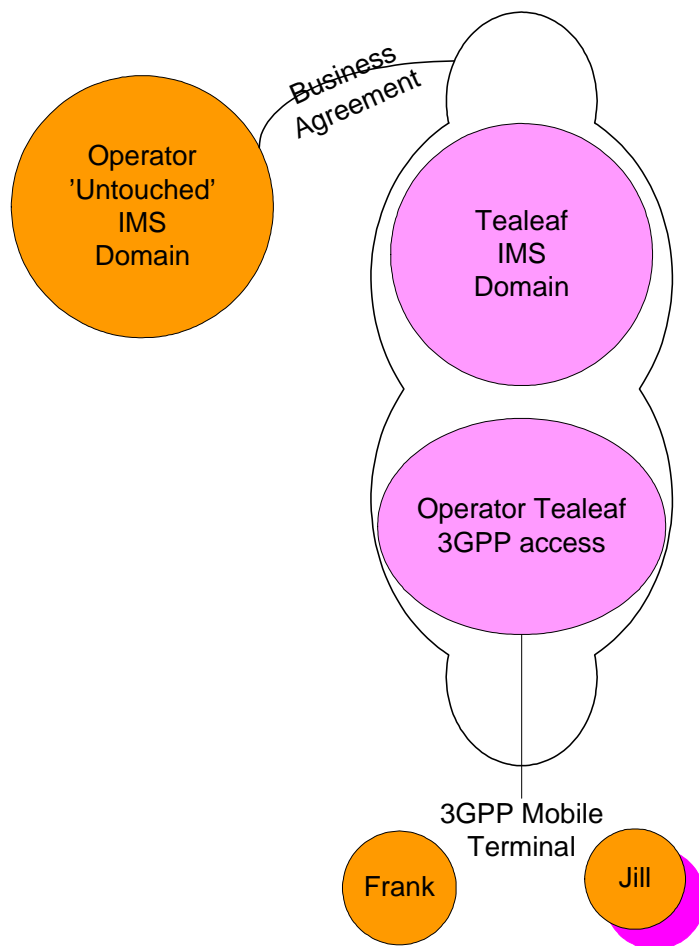 Business
Agreement
Operator
’Untouched’
IMS
Domain
Tealeaf
IMS
Domain
Operator Tealeaf
3GPP access
3GPP Mobile
Terminal
Frank
Jill